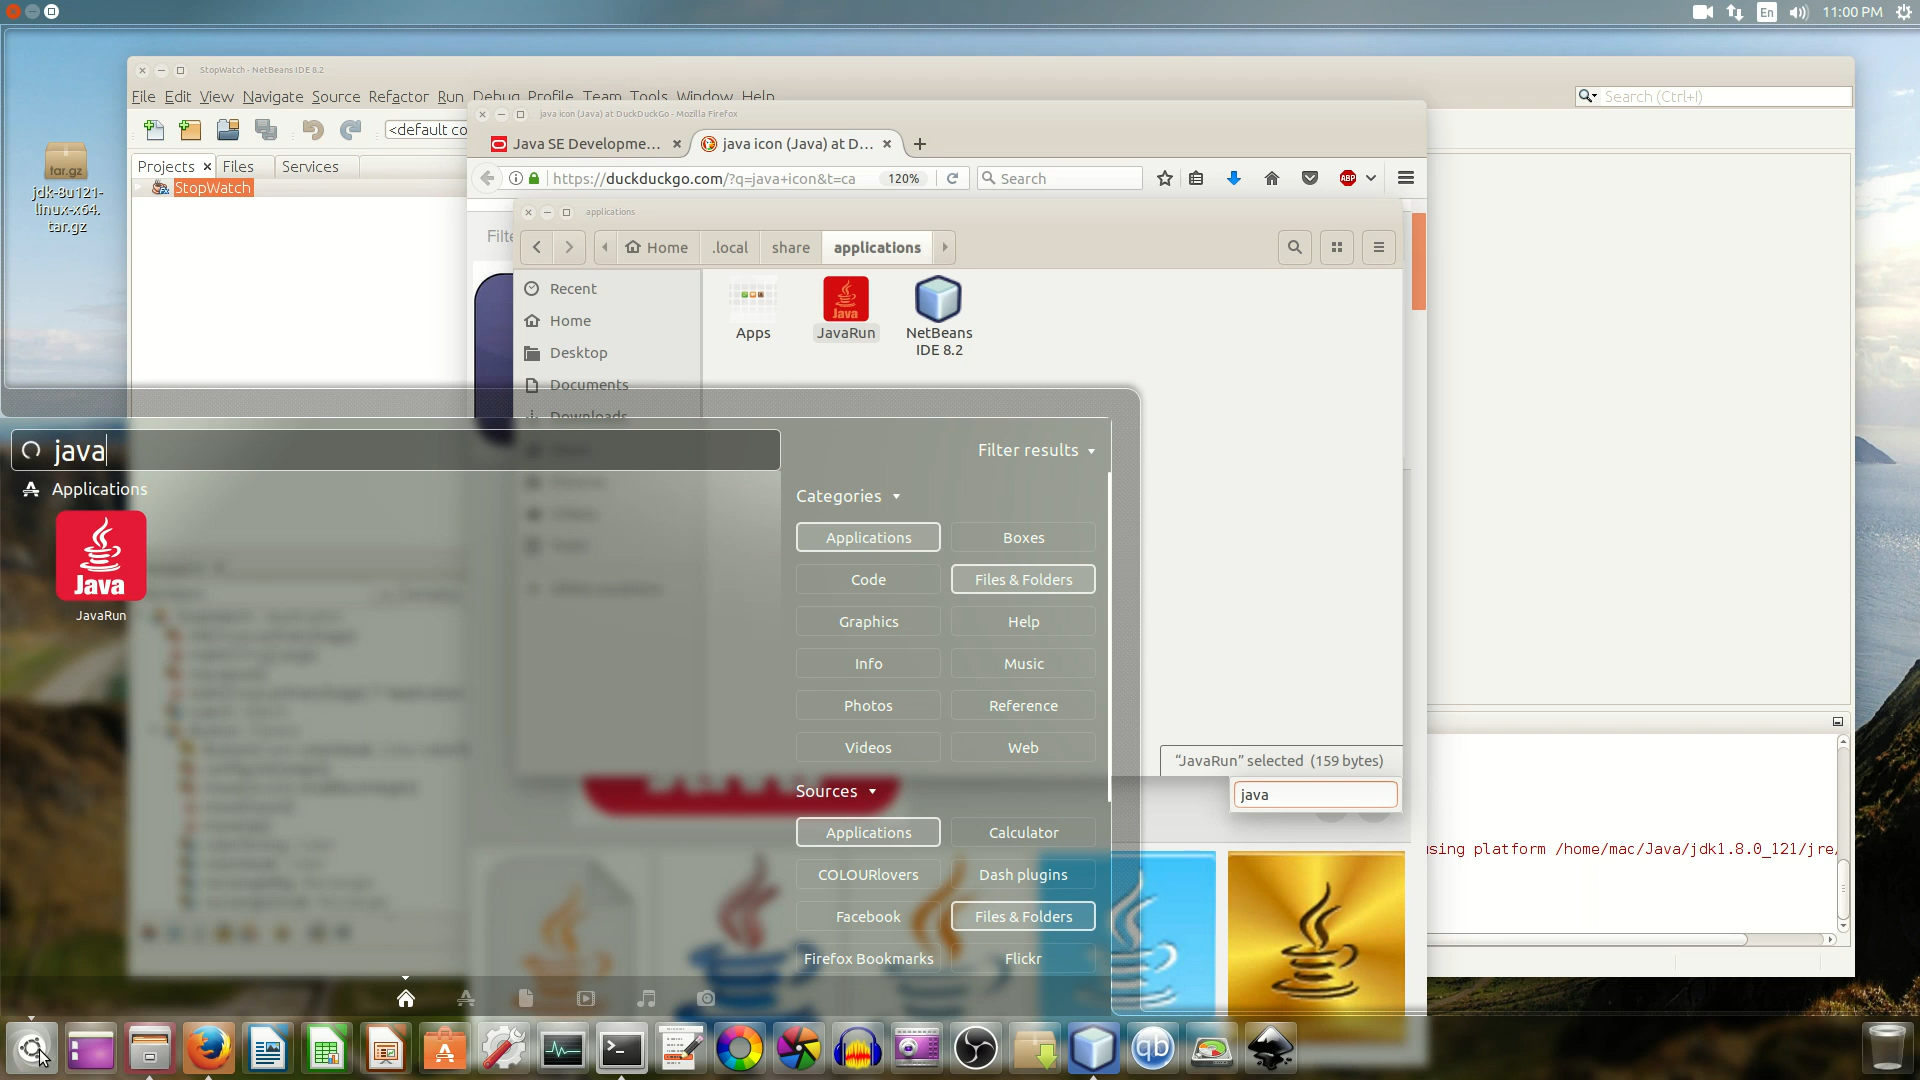 En
11:00 PM
StopWatch - NetBeans IDE 8.2
File Edit View Navigate Source Refactor Run Debug Profile Team Tools Window Help
Search (Ctrl+I)
<default co
jdk-8u121-
linux-x64.
tar.gz
tar.gz
Projects
Files
Services
StopWatch
java icon (Java) at DuckDuckGo - Mozilla Firefox
Java SE Developme...
java icon (Java) at D...
https://duckduckgo.com/?q=java+icon&t=ca
120%
Search
ABP
applications
Home
.local
share
applications
Recent
Home
Desktop
Documents
Downloads
Apps
Java
JavaRun
NetBeans
IDE 8.2
java
Filter results
Applications
Java
JavaRun
Categories
Applications
Boxes
Code
Files & Folders
Graphics
Help
Info
Music
Photos
Reference
Videos
Web
Sources
Applications
Calculator
COLOURlovers
Dash plugins
Facebook
Files & Folders
Firefox Bookmarks
Flickr
"JavaRun" selected (159 bytes)
java
sing platform /home/mac/Java/jdk1.8.0_121/jre/
qb